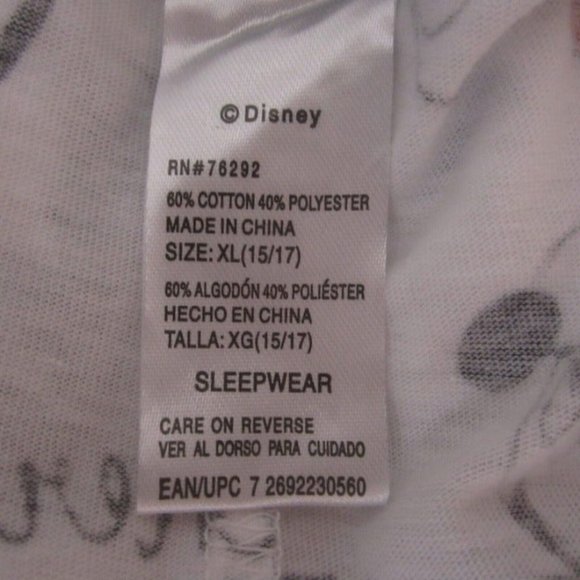 © Disney
RN#76292
60% COTTON 40% POLYESTER
MADE IN CHINA
SIZE: XL(15/17)
60% ALGODÓN 40% POLIÉSTER
HECHO EN CHINA
TALLA: XG(15/17)
SLEEPWEAR
CARE ON REVERSE
VER AL DORSO PARA CUIDADO
EAN/UPC 7 2692230560